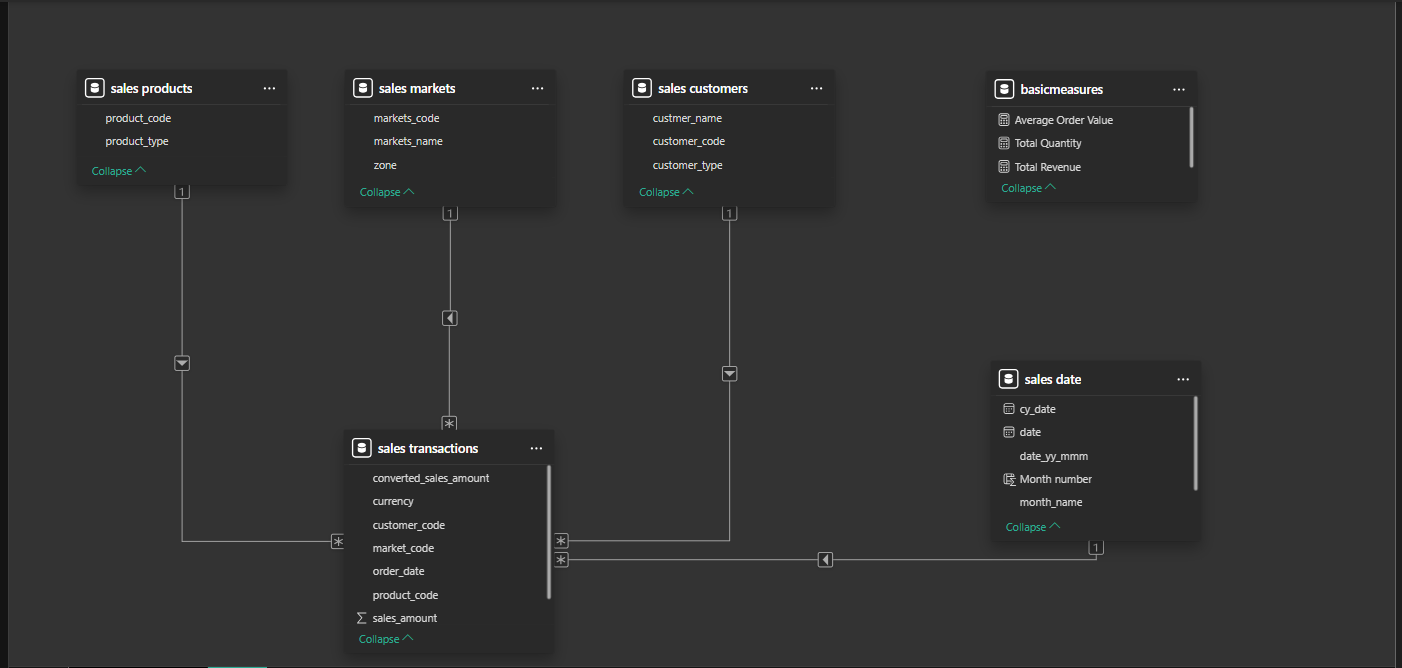 sales products
product_code
product_type
Collapse
1
sales markets
markets_code
markets_name
zone
Collapse
1
sales customers
custmer_name
customer_code
customer_type
Collapse
1
basicmeasures
Average Order Value
Total Quantity
Total Revenue
Collapse
sales transactions
converted_sales_amount
currency
customer_code
market_code
order_date
product_code
sales_amount
Collapse
sales date
cy_date
date
date_yy_mmm
Month number
month_name
Collapse
1